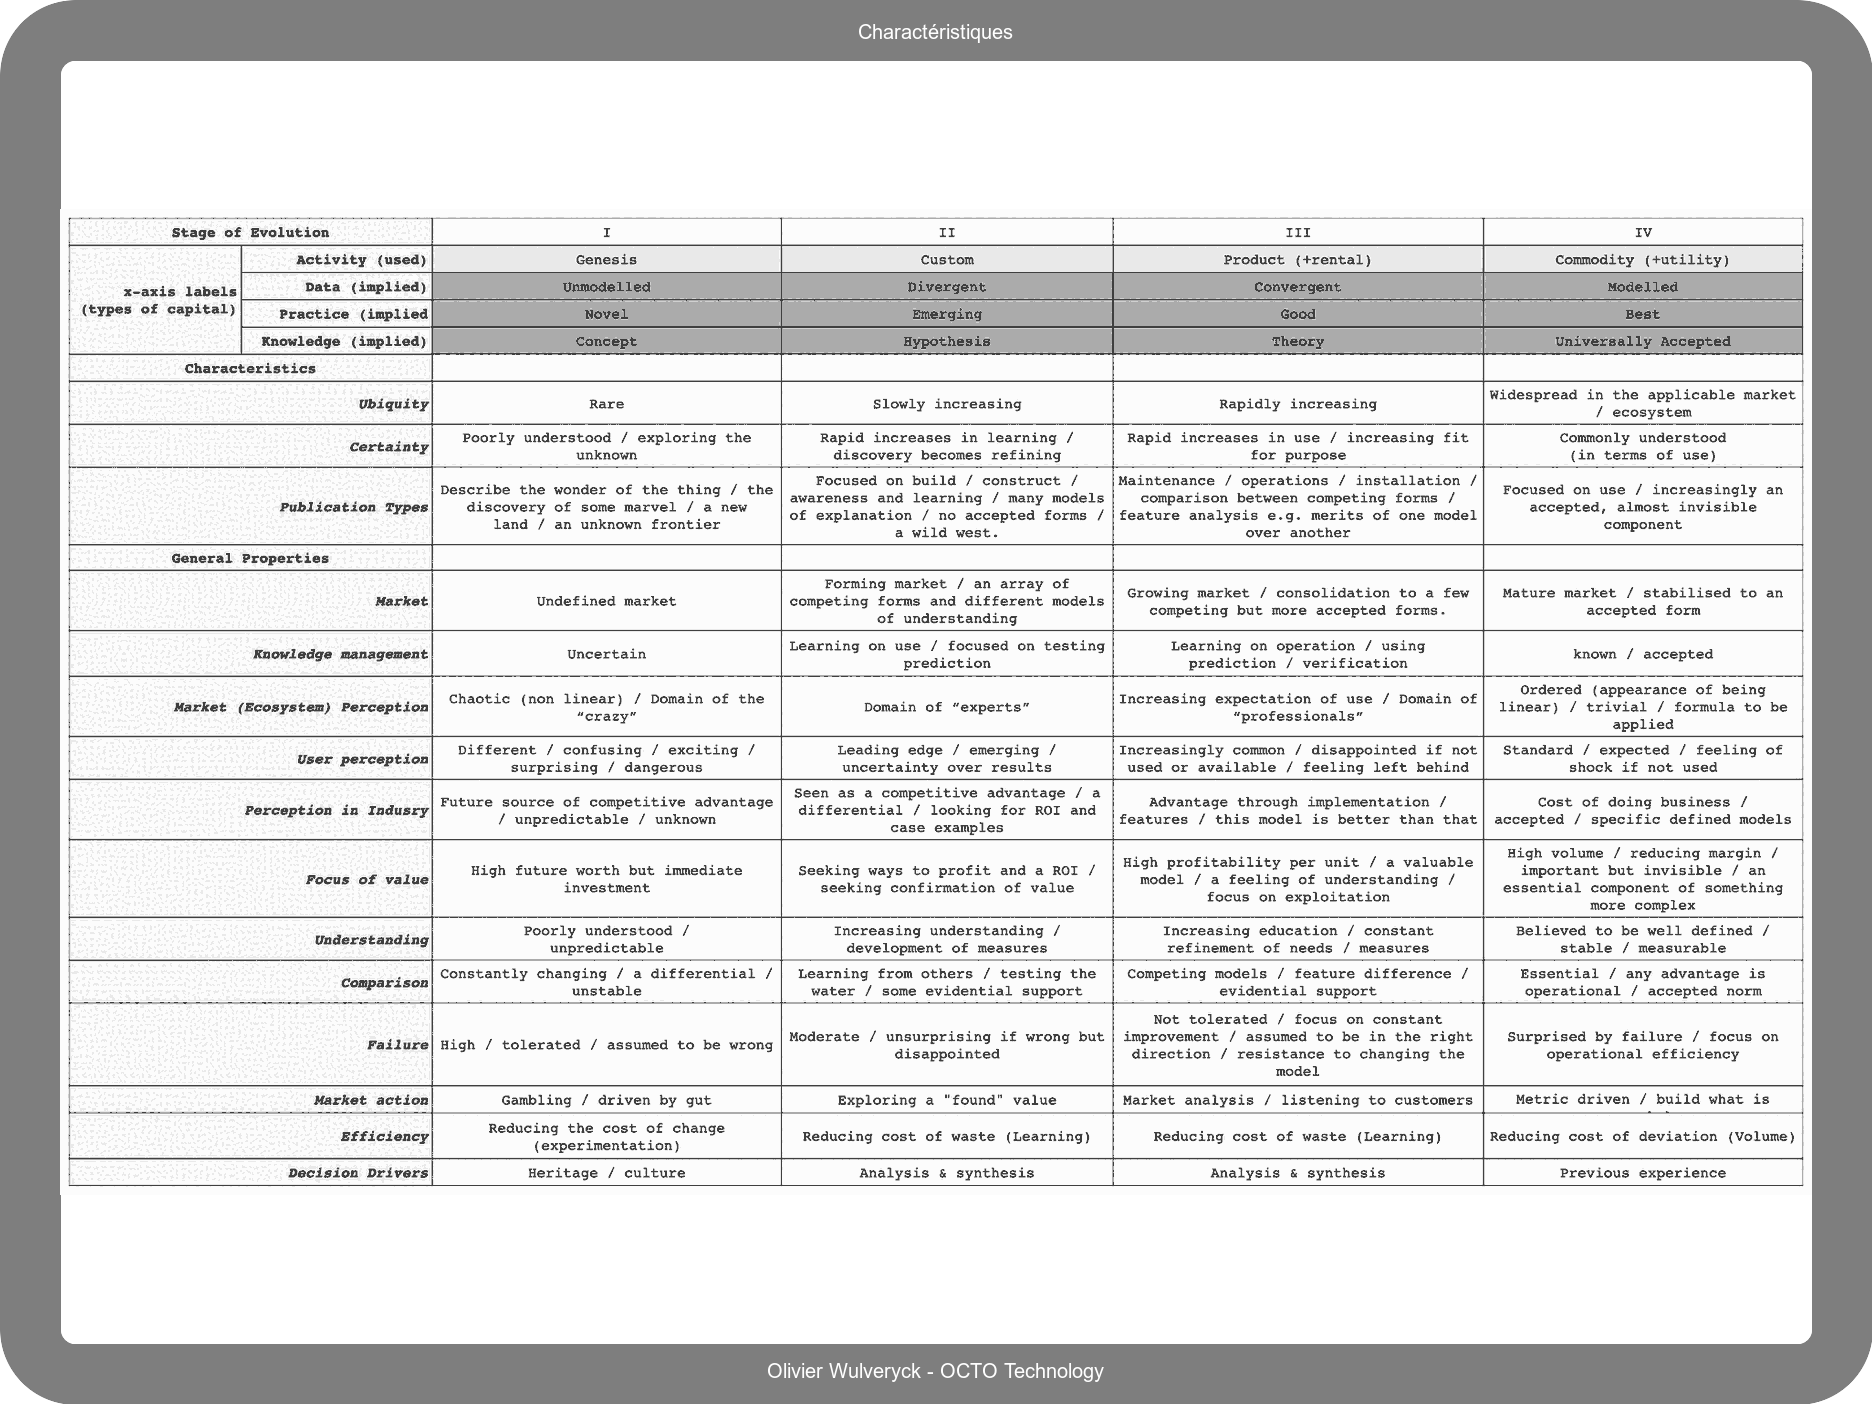 Charactéristiques
Stage of Evolution
I
II
III
IV
x-axis labels
(types of capital)
Activity (used)
Genesis
Custom
Product (+rental)
Commodity (+utility)
Data (implied)
Unmodelled
Divergent
Convergent
Modelled
Practice (implied
Novel
Emerging
Good
Best
Knowledge (implied)
Concept
Hypothesis
Theory
Universally Accepted
Characteristics
Ubiquity
Rare
Slowly increasing
Rapidly increasing
Widespread in the applicable market
/ ecosystem
Certainty
Poorly understood / exploring the
unknown
Rapid increases in learning /
discovery becomes refining
Rapid increases in use / increasing fit
for purpose
Commonly understood
(in terms of use)
Publication Types
Describe the wonder of the thing / the
discovery of some marvel / a new
land / an unknown frontier
Focused on build / construct /
awareness and learning / many models
of explanation / no accepted forms /
a wild west.
Maintenance / operations / installation /
comparison between competing forms /
feature analysis e.g. merits of one model
over another
Focused on use / increasingly an
accepted, almost invisible
component
General Properties
Market
Undefined market
Forming market / an array of
competing forms and different models
of understanding
Growing market / consolidation to a few
competing but more accepted forms.
Mature market / stabilised to an
accepted form
Knowledge management
Uncertain
Learning on use / focused on testing
prediction
Learning on operation / using
prediction / verification
known / accepted
Market (Ecosystem) Perception
Chaotic (non linear) / Domain of the
“crazy”
Domain of “experts”
Increasing expectation of use / Domain of
“professionals”
Ordered (appearance of being
linear) / trivial / formula to be
applied
User perception
Different / confusing / exciting /
surprising / dangerous
Leading edge / emerging /
uncertainty over results
Increasingly common / disappointed if not
used or available / feeling left behind
Standard / expected / feeling of
shock if not used
Perception in Indusry
Future source of competitive advantage
/ unpredictable / unknown
Seen as a competitive advantage / a
differential / looking for ROI and
case examples
Advantage through implementation /
features / this model is better than that
Cost of doing business /
accepted / specific defined models
Focus of value
High future worth but immediate
investment
Seeking ways to profit and a ROI /
seeking confirmation of value
High profitability per unit / a valuable
model / a feeling of understanding /
focus on exploitation
High volume / reducing margin /
important but invisible / an
essential component of something
more complex
Understanding
Poorly understood /
unpredictable
Increasing understanding /
development of measures
Increasing education / constant
refinement of needs / measures
Believed to be well defined /
stable / measurable
Comparison
Constantly changing / a differential /
unstable
Learning from others / testing the
water / some evidential support
Competing models / feature difference /
evidential support
Essential / any advantage is
operational / accepted norm
Failure
High / tolerated / assumed to be wrong
Moderate / unsurprising if wrong but
disappointed
Not tolerated / focus on constant
improvement / assumed to be in the right
direction / resistance to changing the
model
Surprised by failure / focus on
operational efficiency
Market action
Gambling / driven by gut
Exploring a "found" value
Market analysis / listening to customers
Metric driven / build what is
Efficiency
Reducing the cost of change
(experimentation)
Reducing cost of waste (Learning)
Reducing cost of waste (Learning)
Reducing cost of deviation (Volume)
Decision Drivers
Heritage / culture
Analysis & synthesis
Analysis & synthesis
Previous experience
Olivier Wulveryck - OCTO Technology